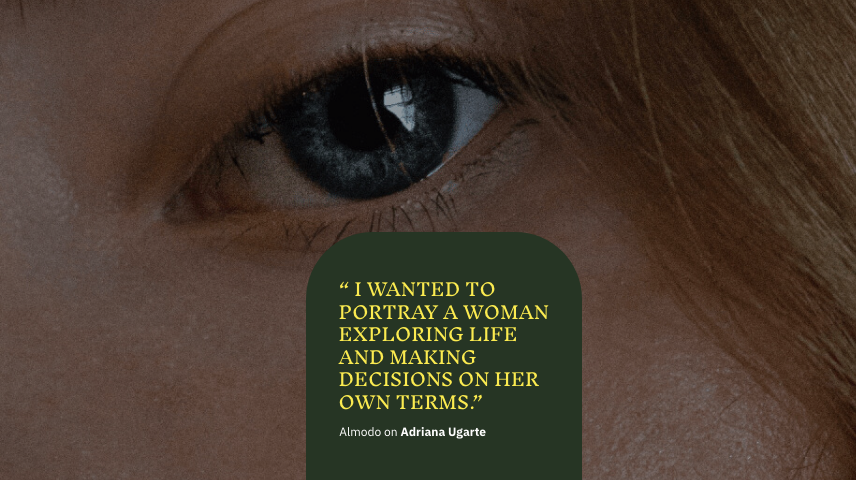 “ I WANTED TO
PORTRAY A WOMAN
EXPLORING LIFE
AND MAKING
DECISIONS ON HER
OWN TERMS.”
Almodo on Adriana Ugarte